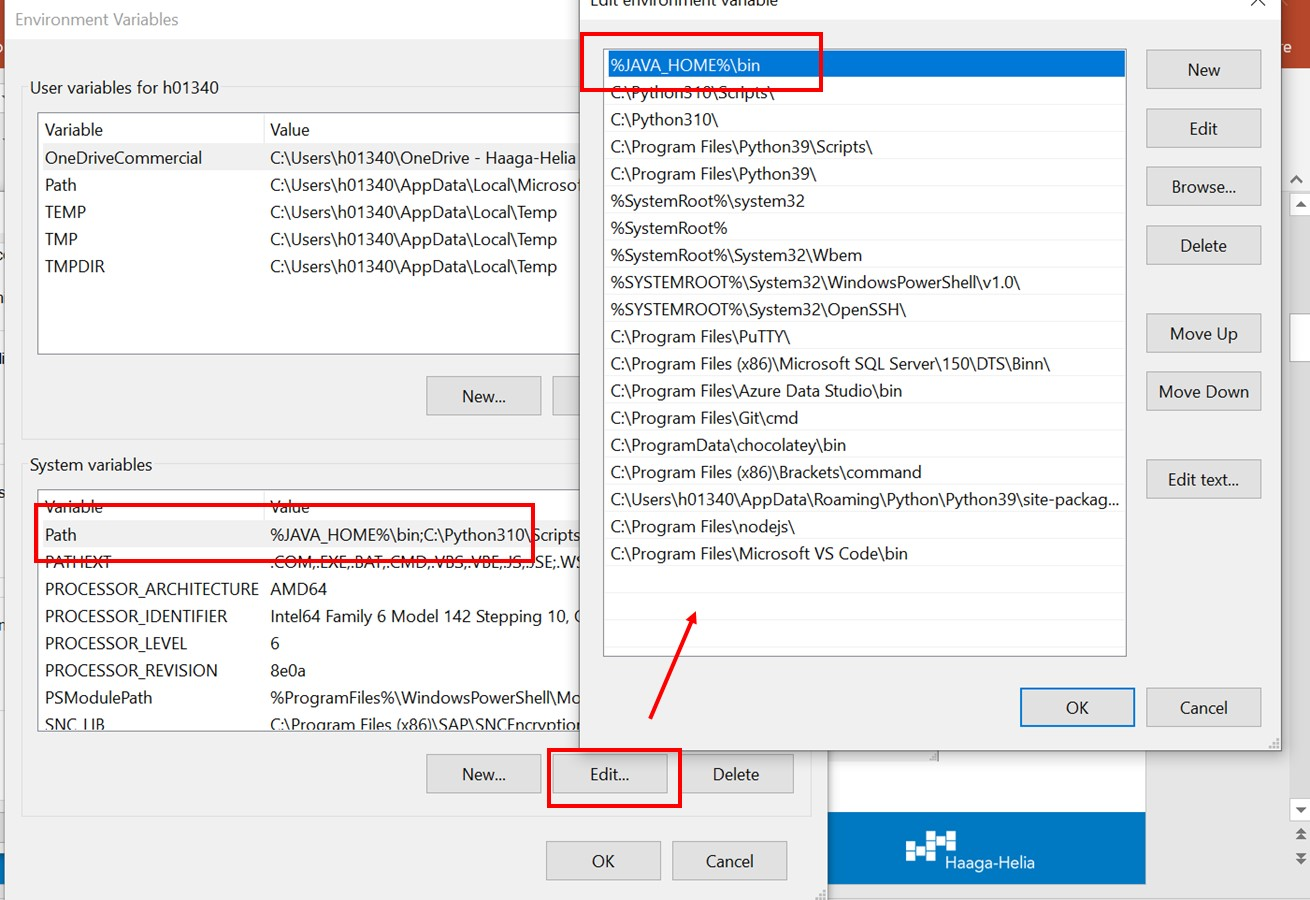 Environment Variables
User variables for h01340
Variable Value
OneDriveCommercial C:\Users\h01340\OneDrive - Haaga-Helia
Path C:\Users\h01340\AppData\Local\Microsof
TEMP C:\Users\h01340\AppData\Local\Temp
TMP C:\Users\h01340\AppData\Local\Temp
TMPDIR C:\Users\h01340\AppData\Local\Temp
New...
System variables
Variable Value
Path %JAVA_HOME%\bin;C:\Python310\Scripts
PATHEXT .COM;.EXE;.BAT;.CMD;.VBS;.VBE;.JS;.JSE;.WS
PROCESSOR_ARCHITECTURE AMD64
PROCESSOR_IDENTIFIER Intel64 Family 6 Model 142 Stepping 10, G
PROCESSOR_LEVEL 6
PROCESSOR_REVISION 8e0a
PSModulePath %ProgramFiles%\WindowsPowerShell\Mo
SNC_LIB C:\Program Files (x86)\SAP\SNCEncryption
New... Edit... Delete
OK Cancel
Edit environment variable
%JAVA_HOME%\bin
C:\Python310\Scripts\
C:\Python310\
C:\Program Files\Python39\Scripts\
C:\Program Files\Python39\
%SystemRoot%\system32
%SystemRoot%
%SystemRoot%\System32\Wbem
%SYSTEMROOT%\System32\WindowsPowerShell\v1.0\
%SYSTEMROOT%\System32\OpenSSH\
C:\Program Files\PuTTY\
C:\Program Files (x86)\Microsoft SQL Server\150\DTS\Binn\
C:\Program Files\Azure Data Studio\bin
C:\Program Files\Git\cmd
C:\ProgramData\chocolatey\bin
C:\Program Files (x86)\Brackets\command
C:\Users\h01340\AppData\Roaming\Python\Python39\site-packag...
C:\Program Files\nodejs\
C:\Program Files\Microsoft VS Code\bin
New
Edit
Browse...
Delete
Move Up
Move Down
Edit text...
OK Cancel
Haaga-Helia